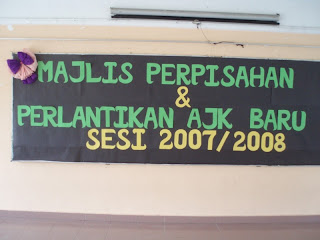 MAJLIS PERPISAHAN
&
PERLANTIKAN AJK BARU
SESI 2007/2008